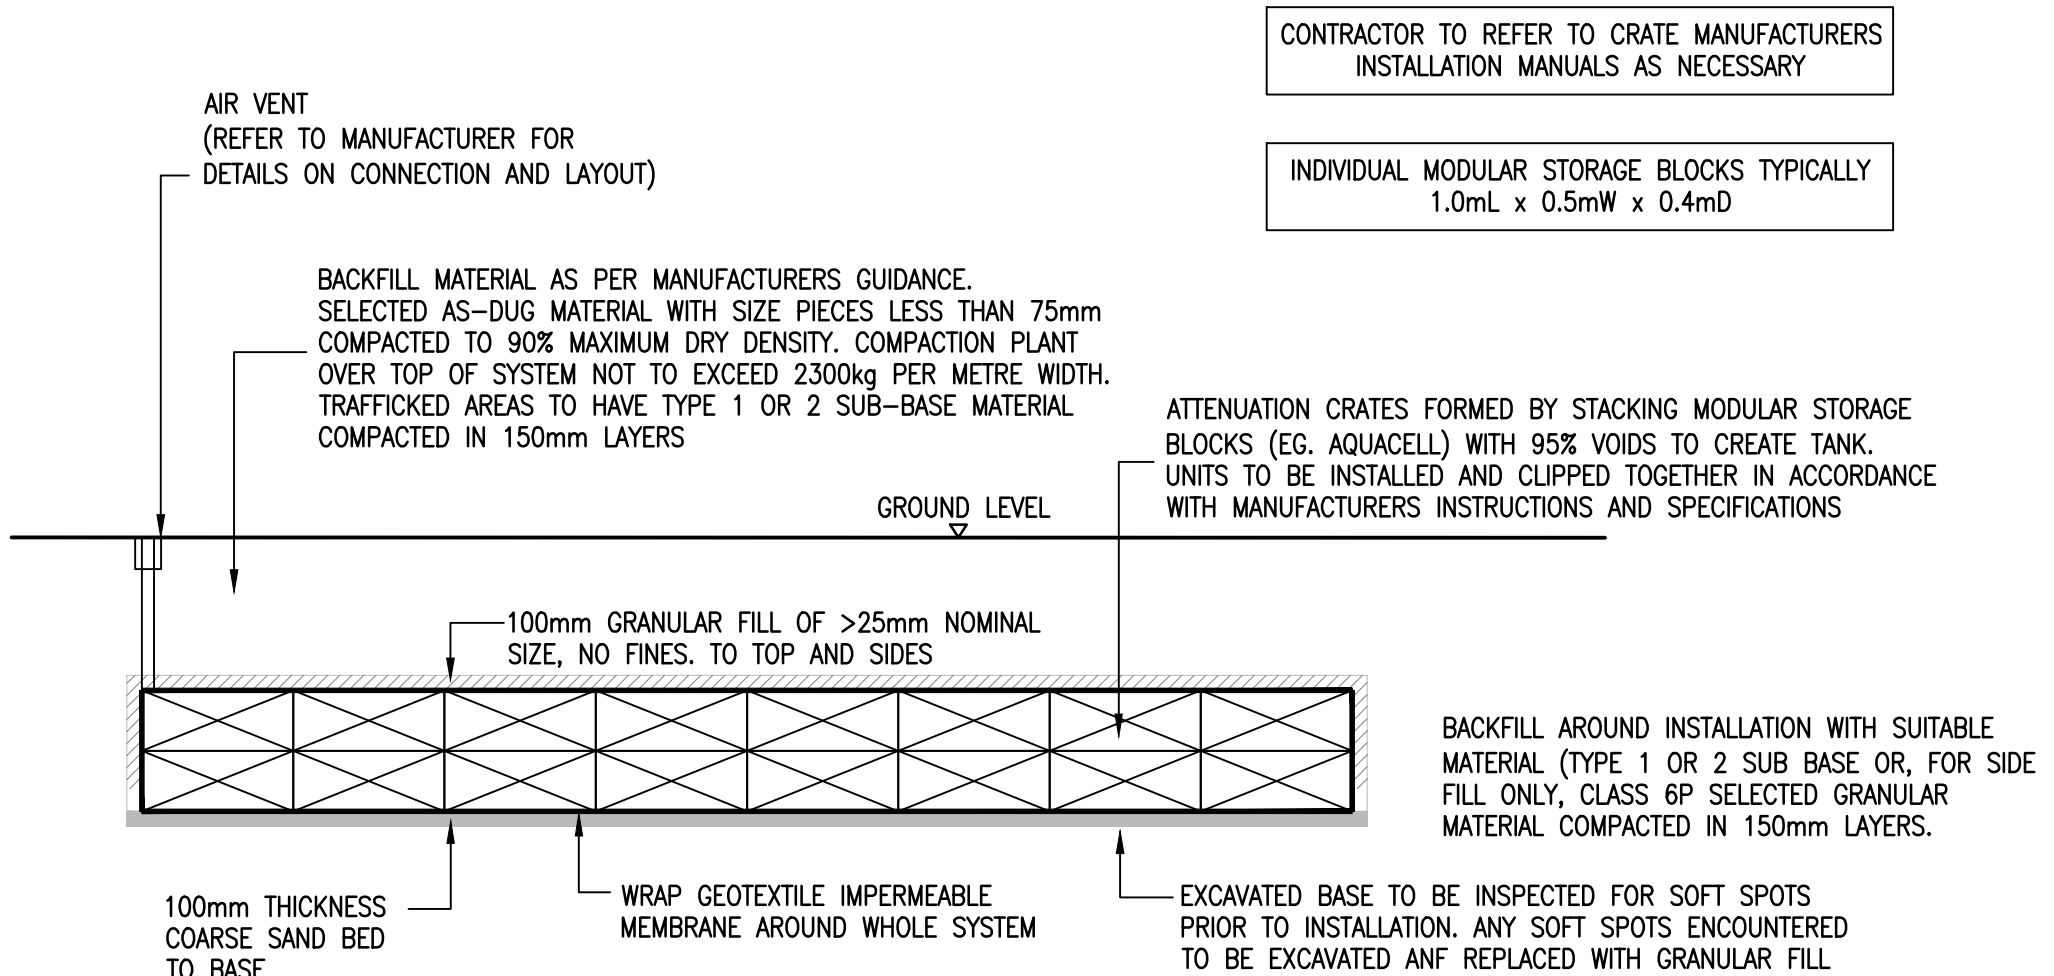 CONTRACTOR TO REFER TO CRATE MANUFACTURERS
INSTALLATION MANUALS AS NECESSARY
AIR VENT
(REFER TO MANUFACTURER FOR
DETAILS ON CONNECTION AND LAYOUT)
INDIVIDUAL MODULAR STORAGE BLOCKS TYPICALLY
1.0mL x 0.5mW x 0.4mD
BACKFILL MATERIAL AS PER MANUFACTURERS GUIDANCE.
SELECTED AS-DUG MATERIAL WITH SIZE PIECES LESS THAN 75mm
COMPACTED TO 90% MAXIMUM DRY DENSITY. COMPACTION PLANT
OVER TOP OF SYSTEM NOT TO EXCEED 2300kg PER METRE WIDTH.
TRAFFICKED AREAS TO HAVE TYPE 1 OR 2 SUB-BASE MATERIAL
COMPACTED IN 150mm LAYERS
ATTENUATION CRATES FORMED BY STACKING MODULAR STORAGE
BLOCKS (EG. AQUACELL) WITH 95% VOIDS TO CREATE TANK.
UNITS TO BE INSTALLED AND CLIPPED TOGETHER IN ACCORDANCE
WITH MANUFACTURERS INSTRUCTIONS AND SPECIFICATIONS
GROUND LEVEL
100mm GRANULAR FILL OF >25mm NOMINAL
SIZE, NO FINES. TO TOP AND SIDES
BACKFILL AROUND INSTALLATION WITH SUITABLE
MATERIAL (TYPE 1 OR 2 SUB BASE OR, FOR SIDE
FILL ONLY, CLASS 6P SELECTED GRANULAR
MATERIAL COMPACTED IN 150mm LAYERS.
100mm THICKNESS
COARSE SAND BED
TO BASE
WRAP GEOTEXTILE IMPERMEABLE
MEMBRANE AROUND WHOLE SYSTEM
EXCAVATED BASE TO BE INSPECTED FOR SOFT SPOTS
PRIOR TO INSTALLATION. ANY SOFT SPOTS ENCOUNTERED
TO BE EXCAVATED ANF REPLACED WITH GRANULAR FILL